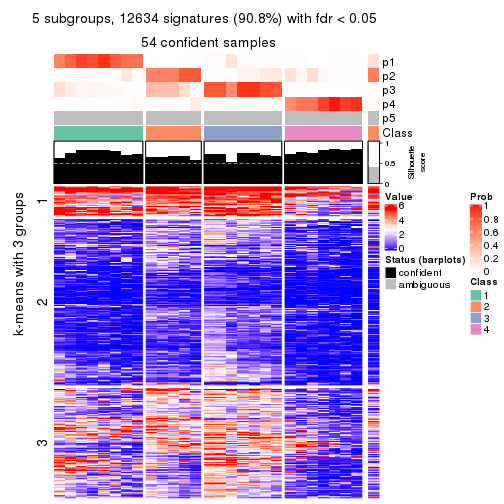 5 subgroups, 12634 signatures (90.8%) with fdr < 0.05
54 confident samples
p1
p2
p3
p4
p5
Class
1
0.5
0
Silhouette
score
k-means with 3 groups
1
2
3
Value
6
4
2
0
Status (barplots)
confident
ambiguous
Prob
1
0.8
0.6
0.4
0.2
0
Class
1
2
3
4